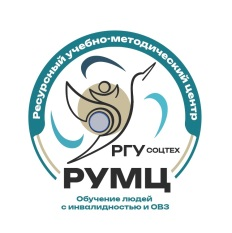 Ресурсный учебно-методический центр
РГУ СОЦТЕХ
РУМЦ
Обучение людей
с инвалидностью и ОВЗ